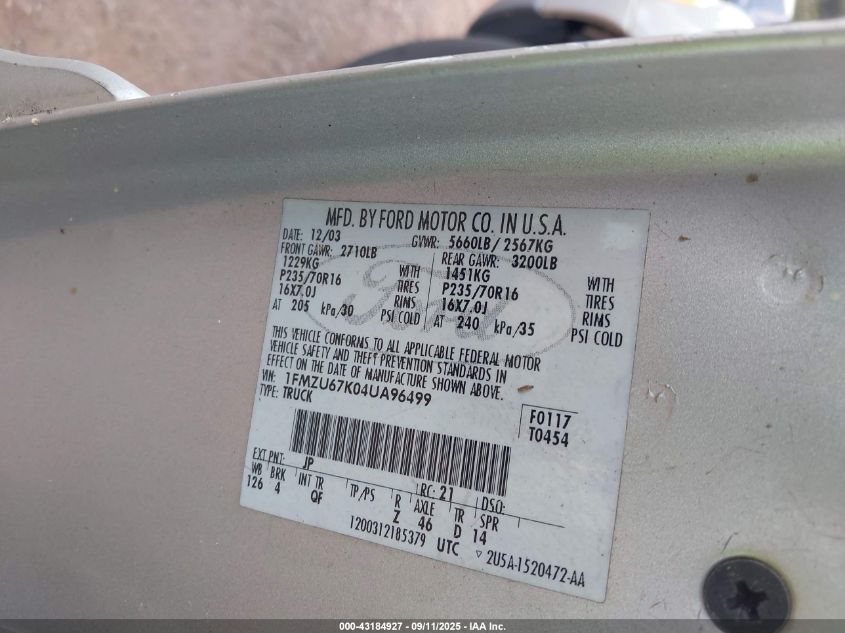 MFD. BY FORD MOTOR CO. IN U.S.A.
DATE: 12/03 GVWR: 5660LB/ 2567KG
FRONT GAWR: 2710LB REAR GAWR: 3200LB
1229KG WITH 1451KG WITH
P235/70R16 TIRES P235/70R16 TIRES
16X7.0J RIMS 16X7.0J RIMS
AT 205 kPa/30 PSI COLD AT 240 kPa/35 PSI COLD
Ford
THIS VEHICLE CONFORMS TO ALL APPLICABLE FEDERAL MOTOR
VEHICLE SAFETY AND THEFT PREVENTION STANDARDS IN
EFFECT ON THE DATE OF MANUFACTURE SHOWN ABOVE.
VIN: 1FMZU67K04UA96499
TYPE: TRUCK
F0117
T0454
EXT PNT: JP RC: 21 DSO:
WB BRK INT TR TP/PS R AXLE TR SPR
126 4 QF Z 46 D 14
1200312185379 UTC ▽ 2U5A-1520472-AA
000-43184927 - 09/11/2025 - IAA Inc.